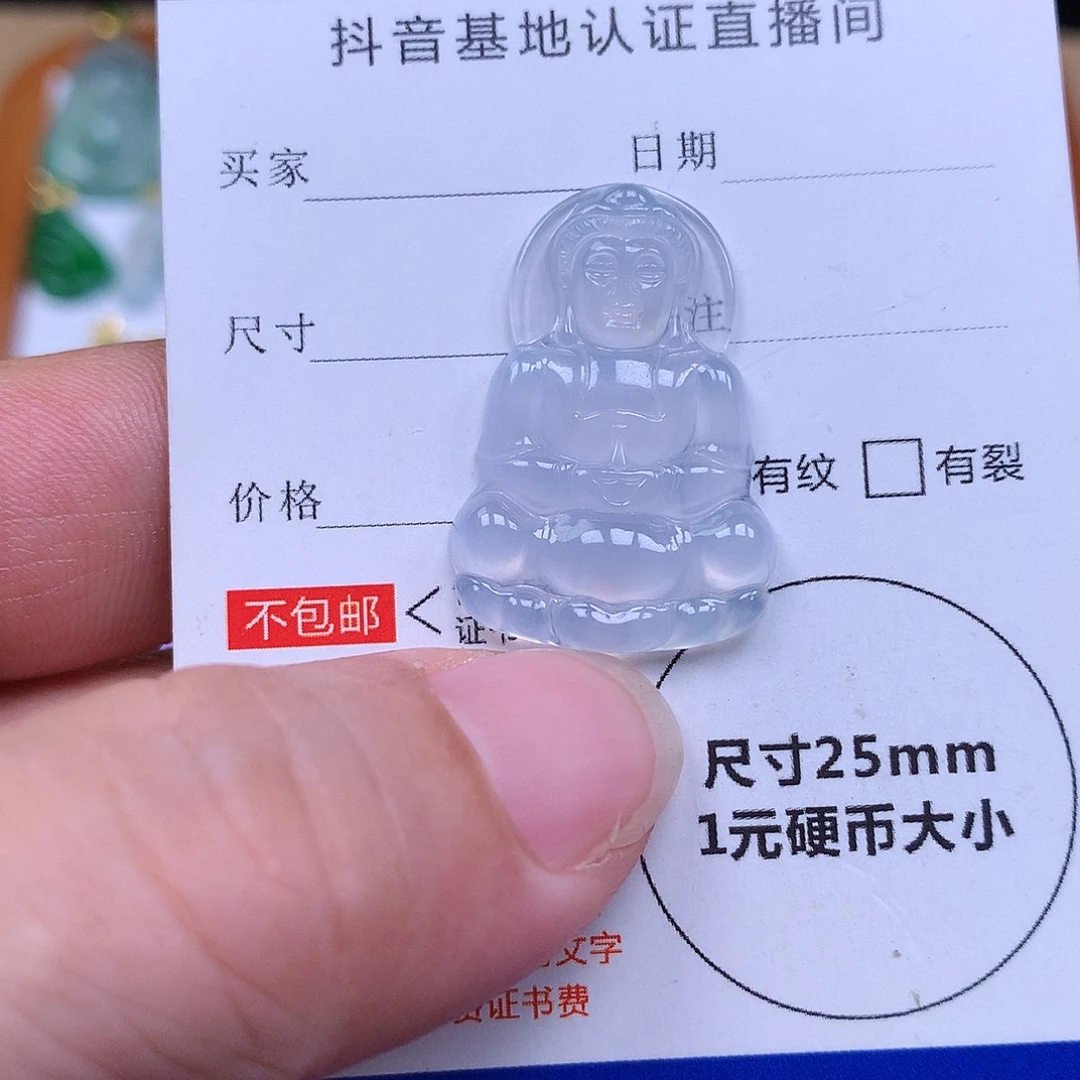 抖音基地认证直播间
买家 日期
尺寸 注
价格 有纹 有裂
不包邮
证书
尺寸25mm
1元硬币大小
文字
证书费